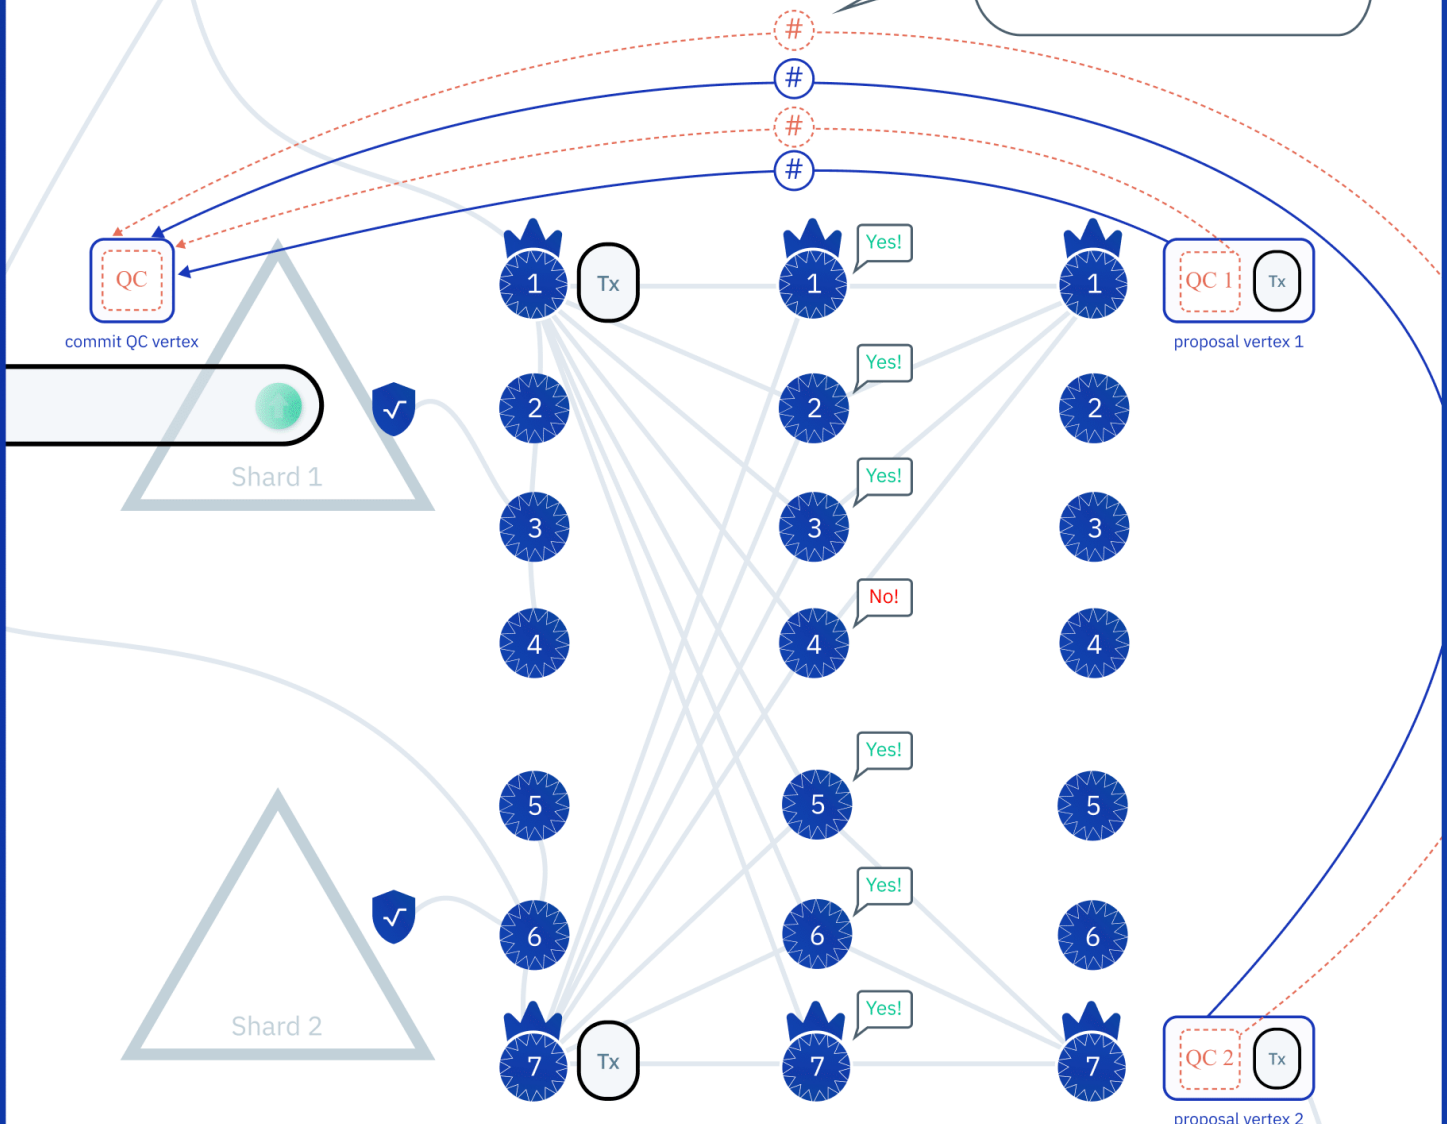 #
#
#
#
1
Tx
1
Yes!
1
QC
QC 1
Tx
commit QC vertex
proposal vertex 1
Yes!
2
2
2
√
Shard 1
Yes!
3
3
3
No!
4
4
4
Yes!
5
5
5
Yes!
√
6
6
6
Shard 2
Yes!
7
Tx
7
7
QC 2
Tx
proposal vertex 2